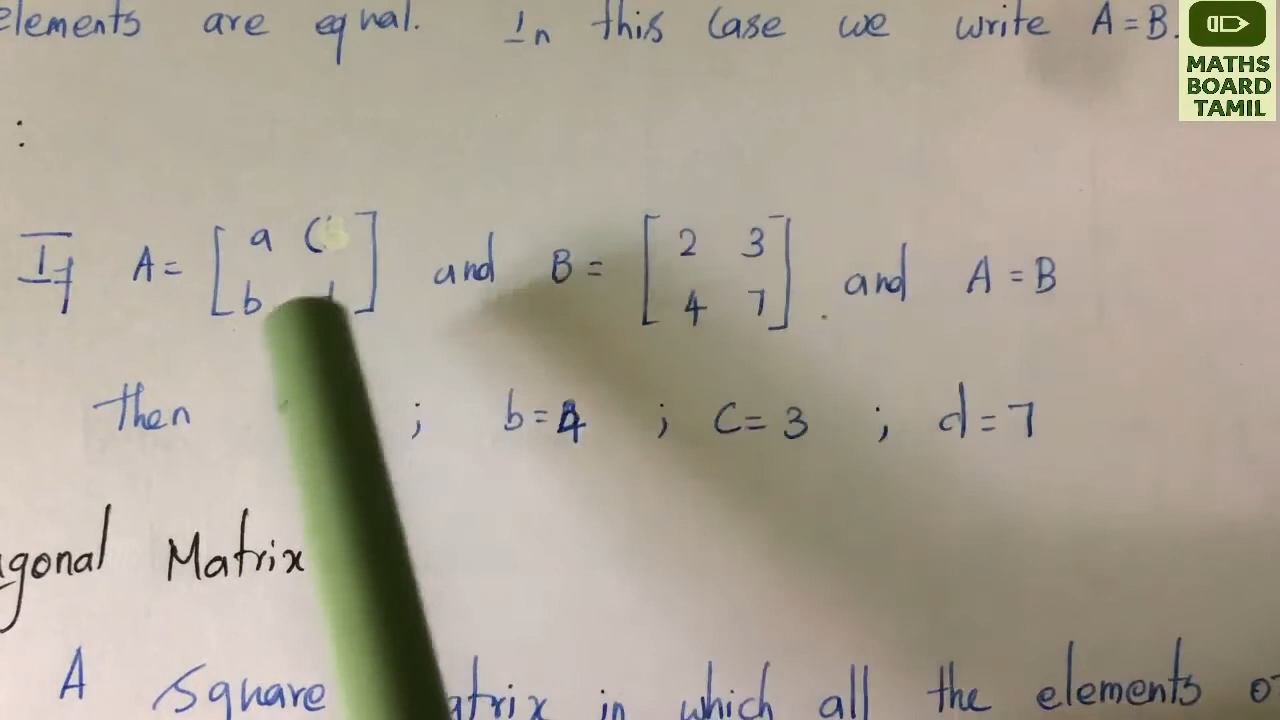 elements are equal. In this case we write A=B.
MATHS
BOARD
TAMIL
:
If A = [ a c and B = [ 2 3 and A = B
b ] 4 7 ] .
Then ; b=4 ; c=3 ; d=7
gonal Matrix
A square matrix in which all the elements